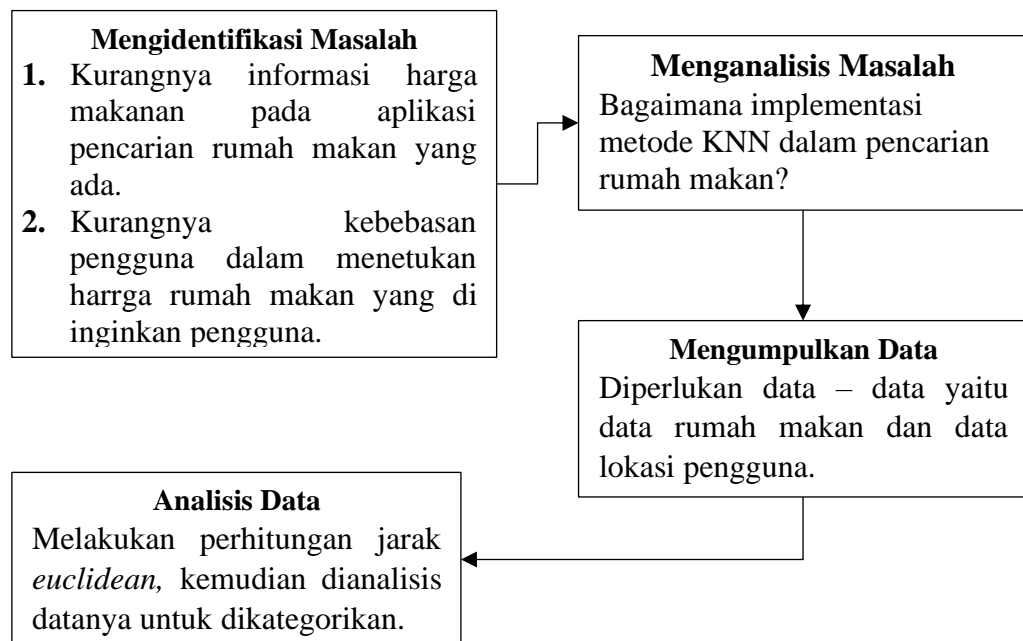 Mengidentifikasi Masalah
1. Kurangnya informasi harga
makanan pada aplikasi
pencarian rumah makan yang
ada.
2. Kurangnya kebebasan
pengguna dalam menetukan
harrga rumah makan yang di
inginkan pengguna.
Menganalisis Masalah
Bagaimana implementasi
metode KNN dalam pencarian
rumah makan?
Mengumpulkan Data
Diperlukan data – data yaitu
data rumah makan dan data
lokasi pengguna.
Analisis Data
Melakukan perhitungan jarak
euclidean, kemudian dianalisis
datanya untuk dikategorikan.